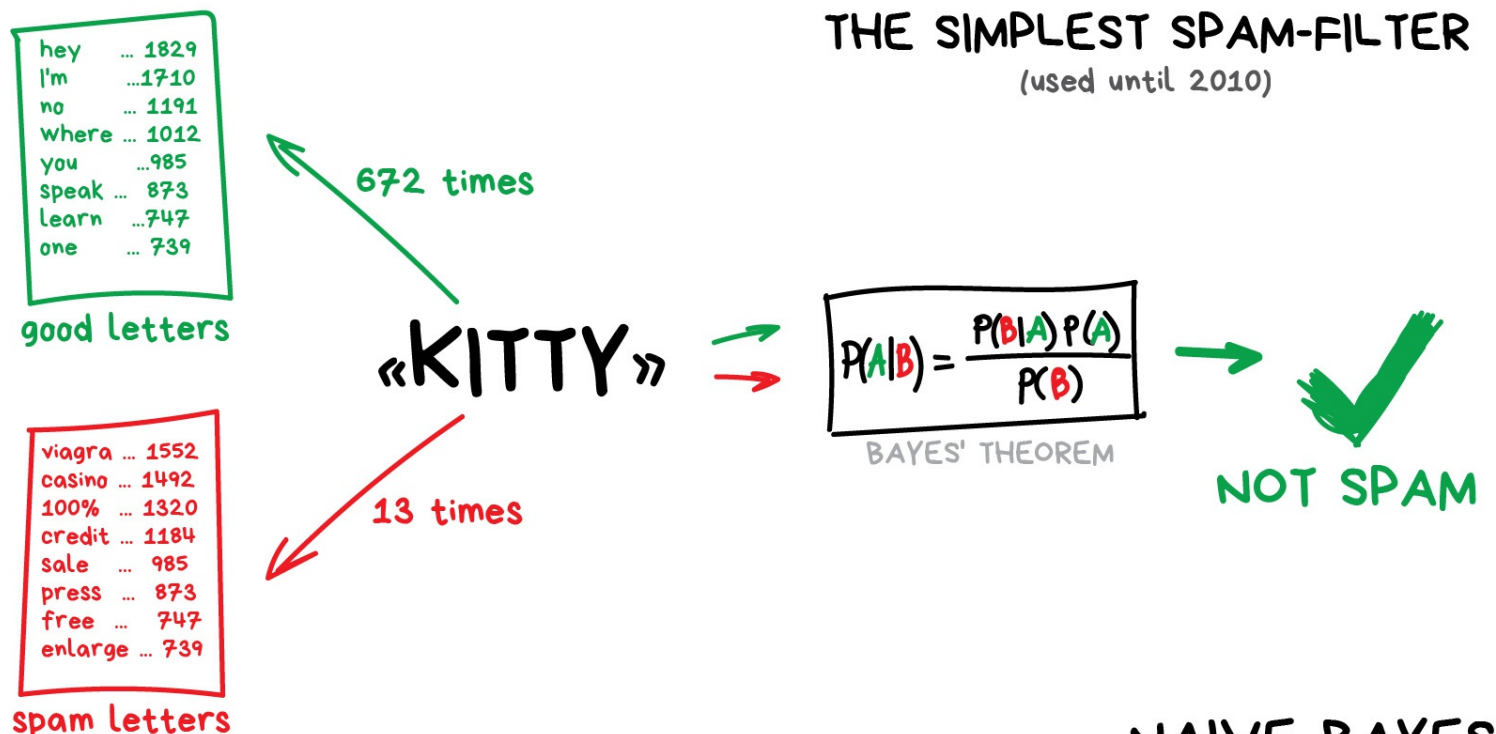 THE SIMPLEST SPAM-FILTER
(used until 2010)
hey ... 1829
I'm ...1710
no ... 1191
where ... 1012
you ...985
speak ... 873
learn ...747
one ... 739
good letters
672 times
«KITTY»
13 times
viagra ... 1552
casino ... 1492
100% ... 1320
credit ... 1184
sale ... 985
press ... 873
free ... 747
enlarge ... 739
spam letters
P(A|B) = P(B|A) P(A)
P(B)
BAYES' THEOREM
NOT SPAM
NAIVE BAYES